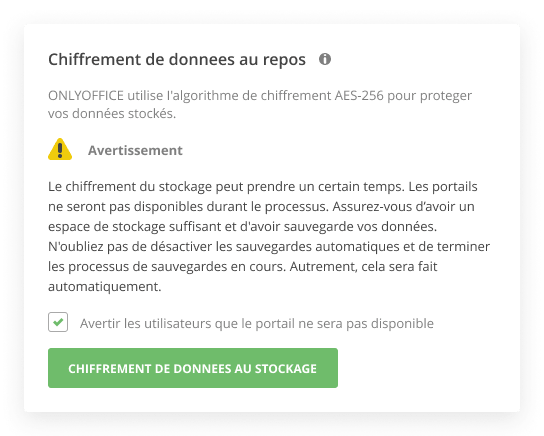 Chiffrement de donnees au repos
ONLYOFFICE utilise l'algorithme de chiffrement AES-256 pour proteger
vos données stockés.
Avertissement
Le chiffrement du stockage peut prendre un certain temps. Les portails
ne seront pas disponibles durant le processus. Assurez-vous d’avoir un
espace de stockage suffisant et d'avoir sauvegarde vos données.
N'oubliez pas de désactiver les sauvegardes automatiques et de terminer
les processus de sauvegardes en cours. Autrement, cela sera fait
automatiquement.
Avertir les utilisateurs que le portail ne sera pas disponible
CHIFFREMENT DE DONNEES AU STOCKAGE